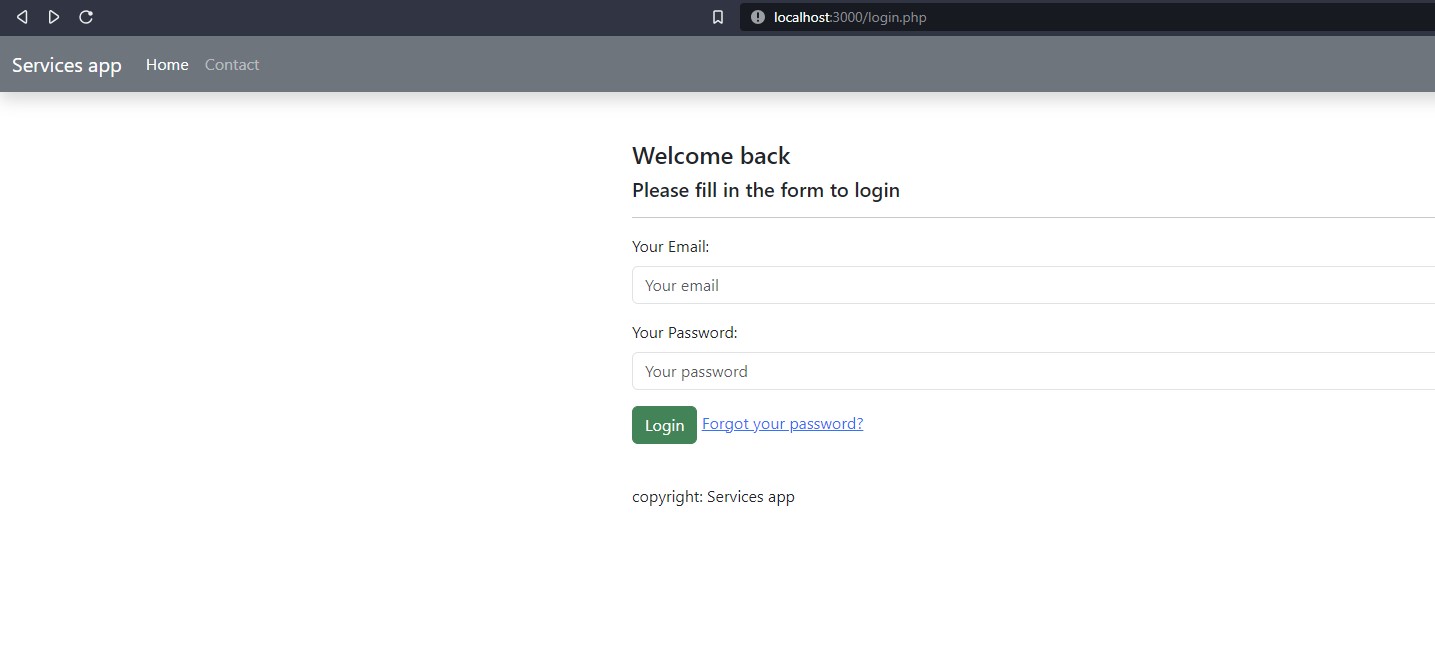 localhost:3000/login.php
Services app Home Contact
Welcome back
Please fill in the form to login
Your Email:
Your email
Your Password:
Your password
Login Forgot your password?
copyright: Services app